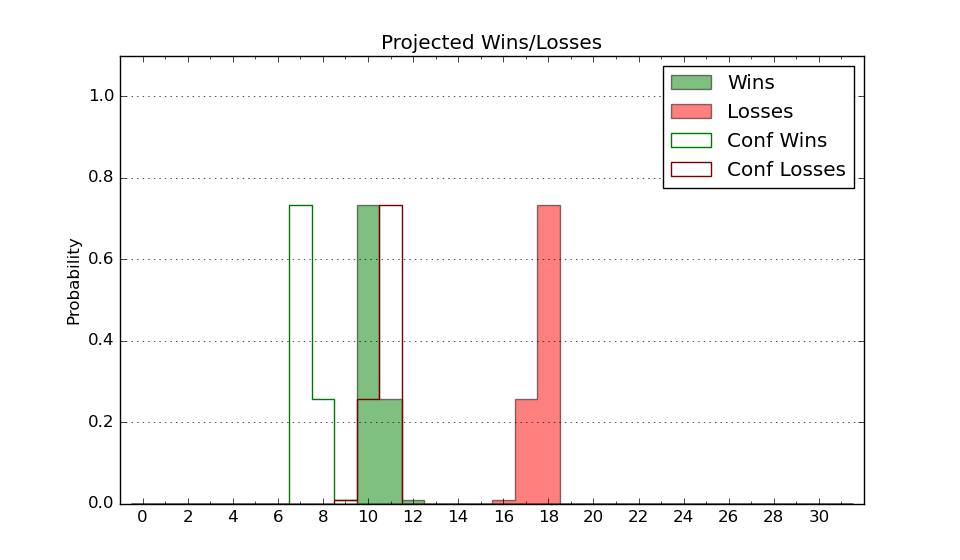 Projected Wins/Losses
Wins
Losses
Conf Wins
Conf Losses
Probability
1.0
0.8
0.6
0.4
0.2
0.0
0 2 4 6 8 10 12 14 16 18 20 22 24 26 28 30